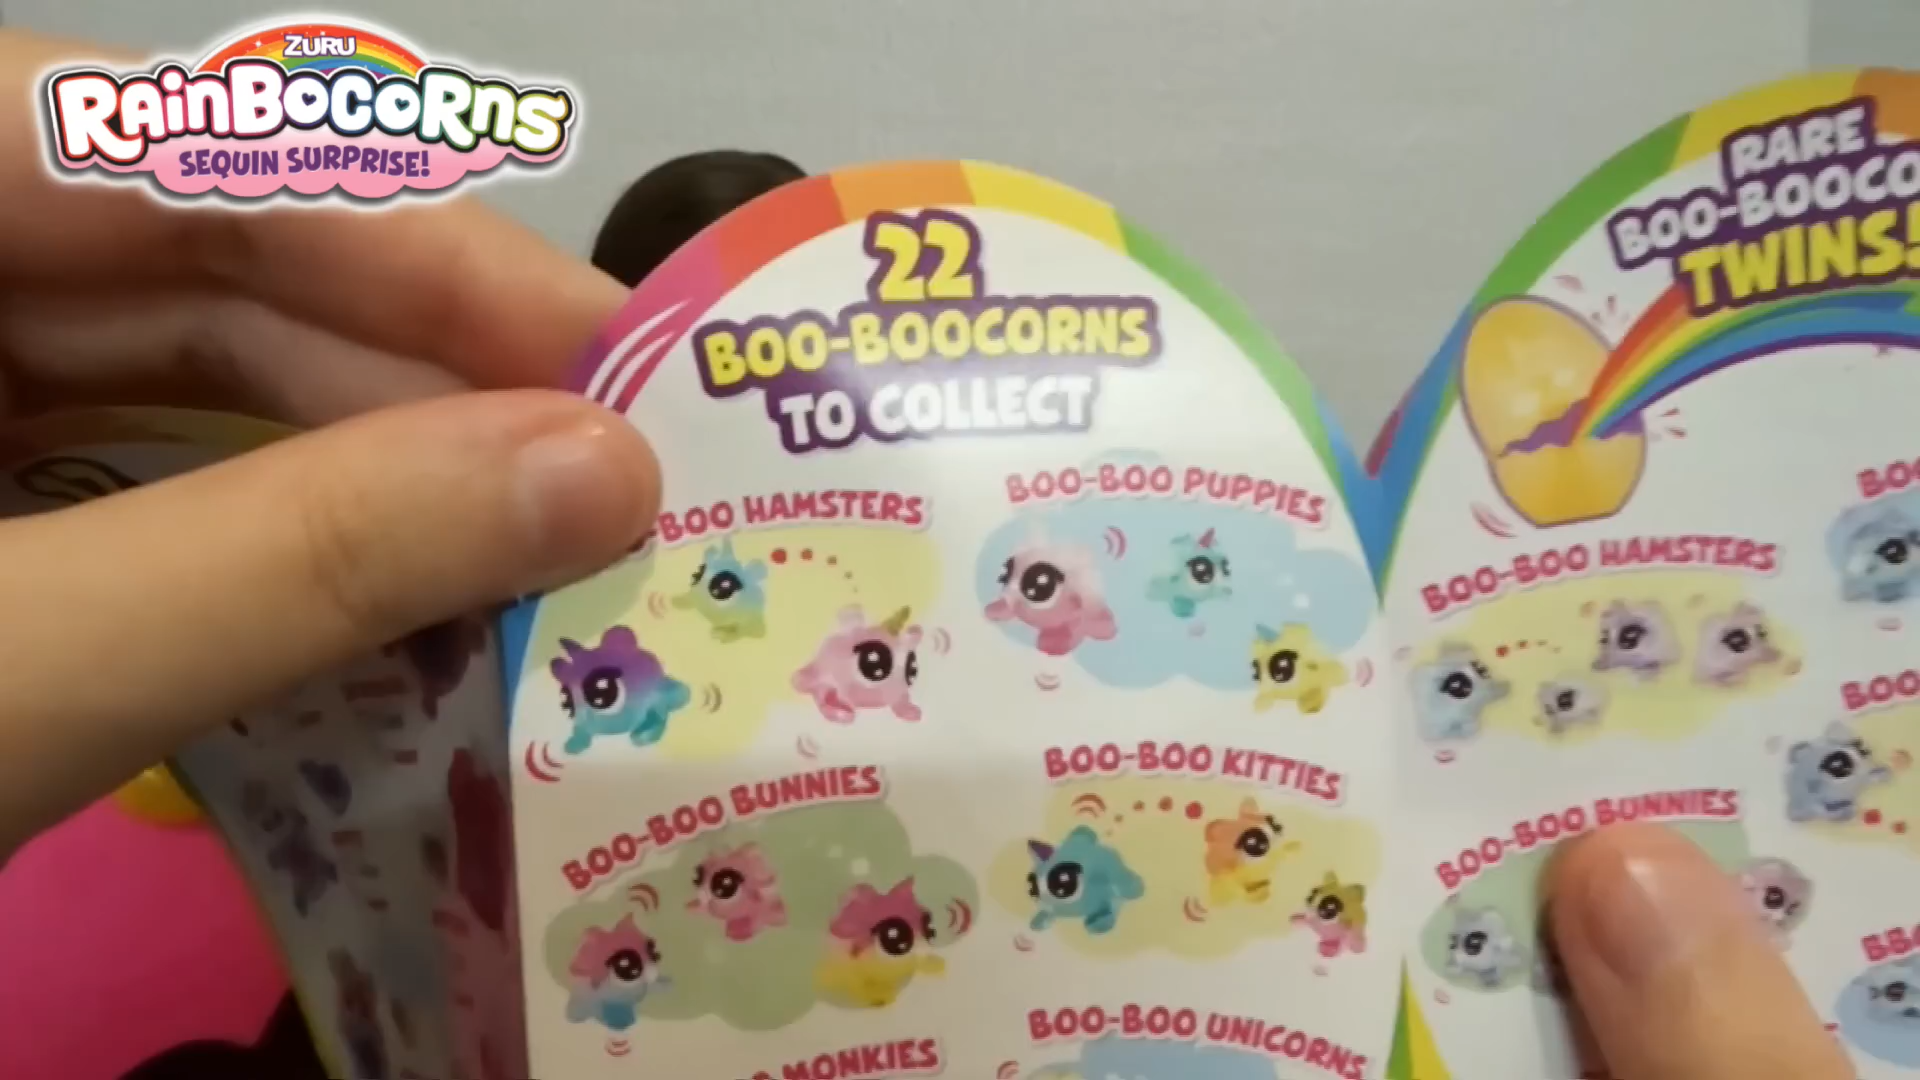 ZURU
RAINBOCORNS
SEQUIN SURPRISE!
22
BOO-BOOCORNS
TO COLLECT
BOO HAMSTERS
BOO-BOO PUPPIES
BOO-BOO BUNNIES
BOO-BOO KITTIES
MONKIES
BOO-BOO UNICORNS
RARE
BOO-BOOCO
TWINS!
BOO-BOO HAMSTERS
BOO-BOO BUNNIES